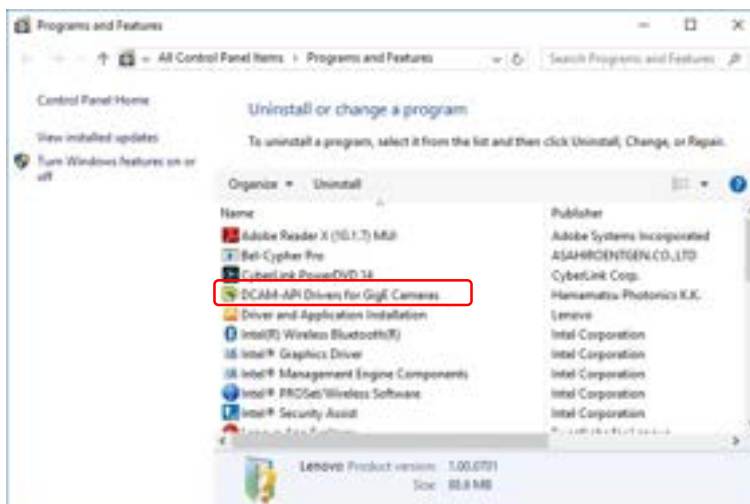 Programs and Features
All Control Panel Items › Programs and Features
Search Programs and Features
Control Panel Home
View installed updates
Turn Windows features on or off
Uninstall or change a program
To uninstall a program, select it from the list and then click Uninstall, Change, or Repair.
Organize Uninstall
Name Publisher
Adobe Reader X (10.1.7) MUI Adobe Systems Incorporated
Bel-Cypher Pro ASAHIROENTGEN.CO.,LTD
CyberLink PowerDVD 14 CyberLink Corp.
DCAM-API Drivers for GigE Cameras Hamamatsu Photonics K.K.
Driver and Application Installation Lenovo
Intel(R) Wireless Bluetooth(R) Intel Corporation
Intel® Graphics Driver Intel Corporation
Intel® Management Engine Components Intel Corporation
Intel® PROSet/Wireless Software Intel Corporation
Intel® Security Assist Intel Corporation
Lenovo Product version: 1.00.0701
Size: 88.8 MB